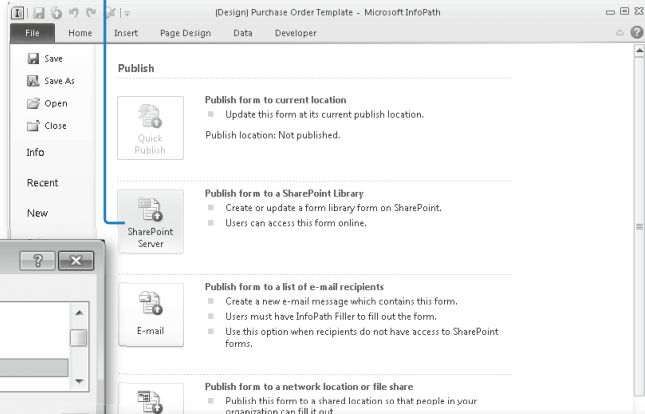 (Design) Purchase Order Template - Microsoft InfoPath
File Home Insert Page Design Data Developer
Save
Save As
Open
Close
Info
Recent
New
Publish
Quick
Publish
Publish form to current location
Update this form at its current publish location.
Publish location: Not published.
SharePoint
Server
Publish form to a SharePoint Library
Create or update a form library form on SharePoint.
Users can access this form online.
E-mail
Publish form to a list of e-mail recipients
Create a new e-mail message which contains this form.
Users must have InfoPath Filler to fill out the form.
Use this option when recipients do not have access to SharePoint
forms.
Publish form to a network location or file share
Publish this form to a shared location so that people in your
organization can fill it out